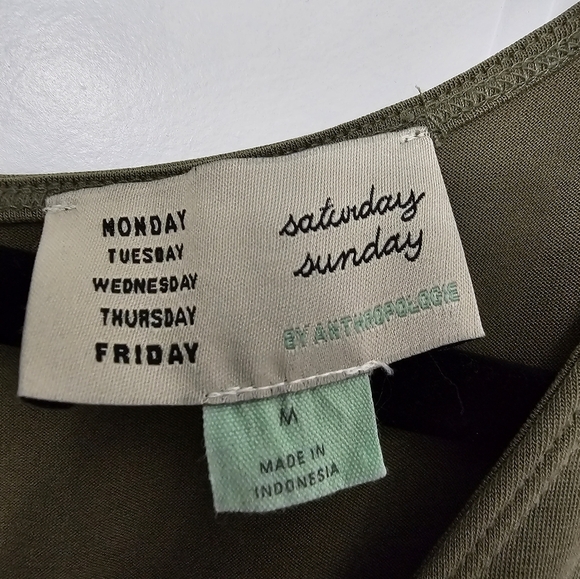 MONDAY
TUESDAY
WEDNESDAY
THURSDAY
FRIDAY
saturday
sunday
BY ANTHROPOLOGIE
M
MADE IN
INDONESIA